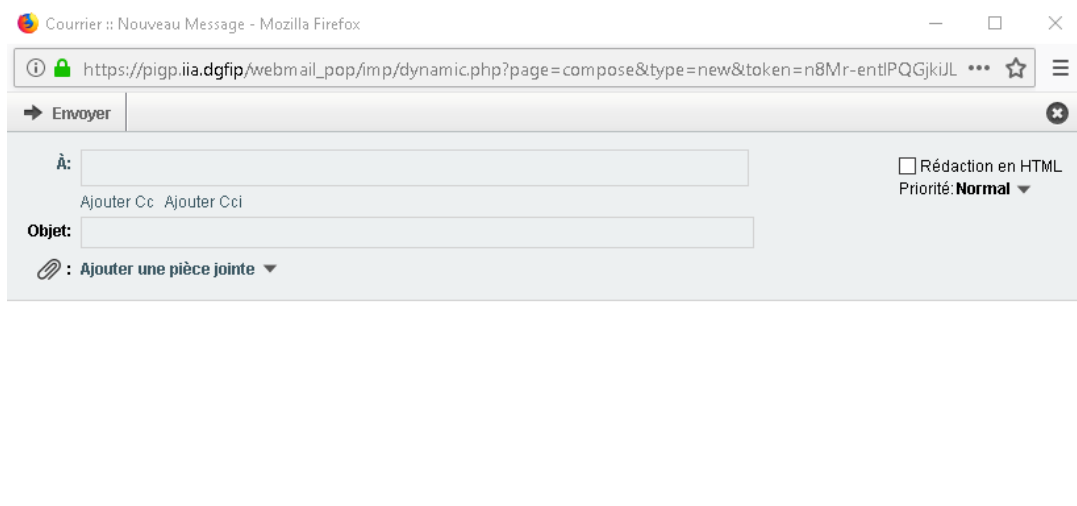 Courrier :: Nouveau Message - Mozilla Firefox
https://pigp.iia.dgfip/webmail_pop/imp/dynamic.php?page=compose&type=new&token=n8Mr-entlPQGjkiJL
Envoyer
À:
Rédaction en HTML
Priorité: Normal
Ajouter Cc Ajouter Cci
Objet:
: Ajouter une pièce jointe